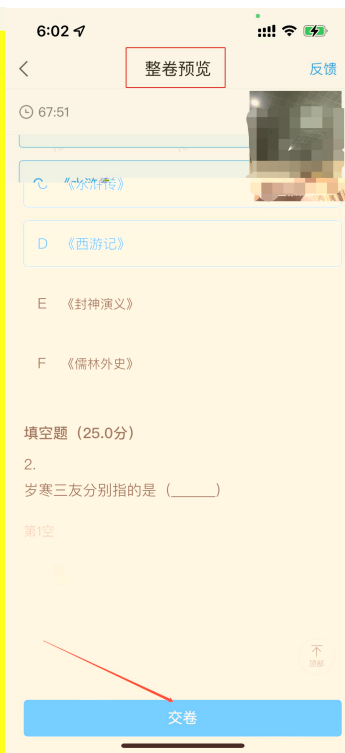 6:02
整卷预览
反馈
67:51
C 《水浒传》
D 《西游记》
E 《封神演义》
F 《儒林外史》
填空题（25.0分）
2.
岁寒三友分别指的是（_____）
第1空
顶部
交卷